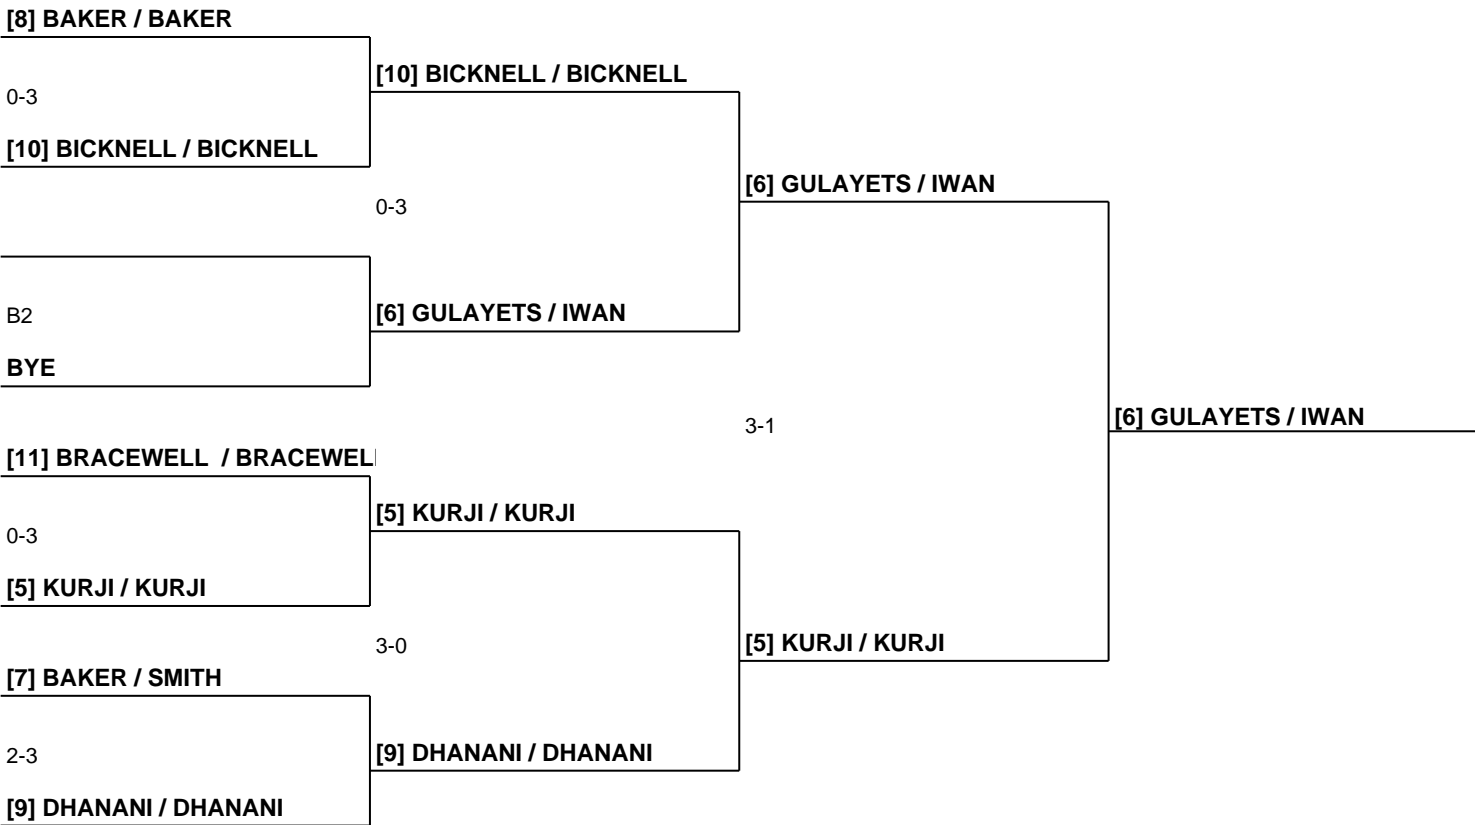 [8] BAKER / BAKER
[10] BICKNELL / BICKNELL
0-3
[10] BICKNELL / BICKNELL
[6] GULAYETS / IWAN
0-3
B2
[6] GULAYETS / IWAN
BYE
[6] GULAYETS / IWAN
3-1
[11] BRACEWELL / BRACEWEL
[5] KURJI / KURJI
0-3
[5] KURJI / KURJI
3-0
[5] KURJI / KURJI
[7] BAKER / SMITH
2-3
[9] DHANANI / DHANANI
[9] DHANANI / DHANANI